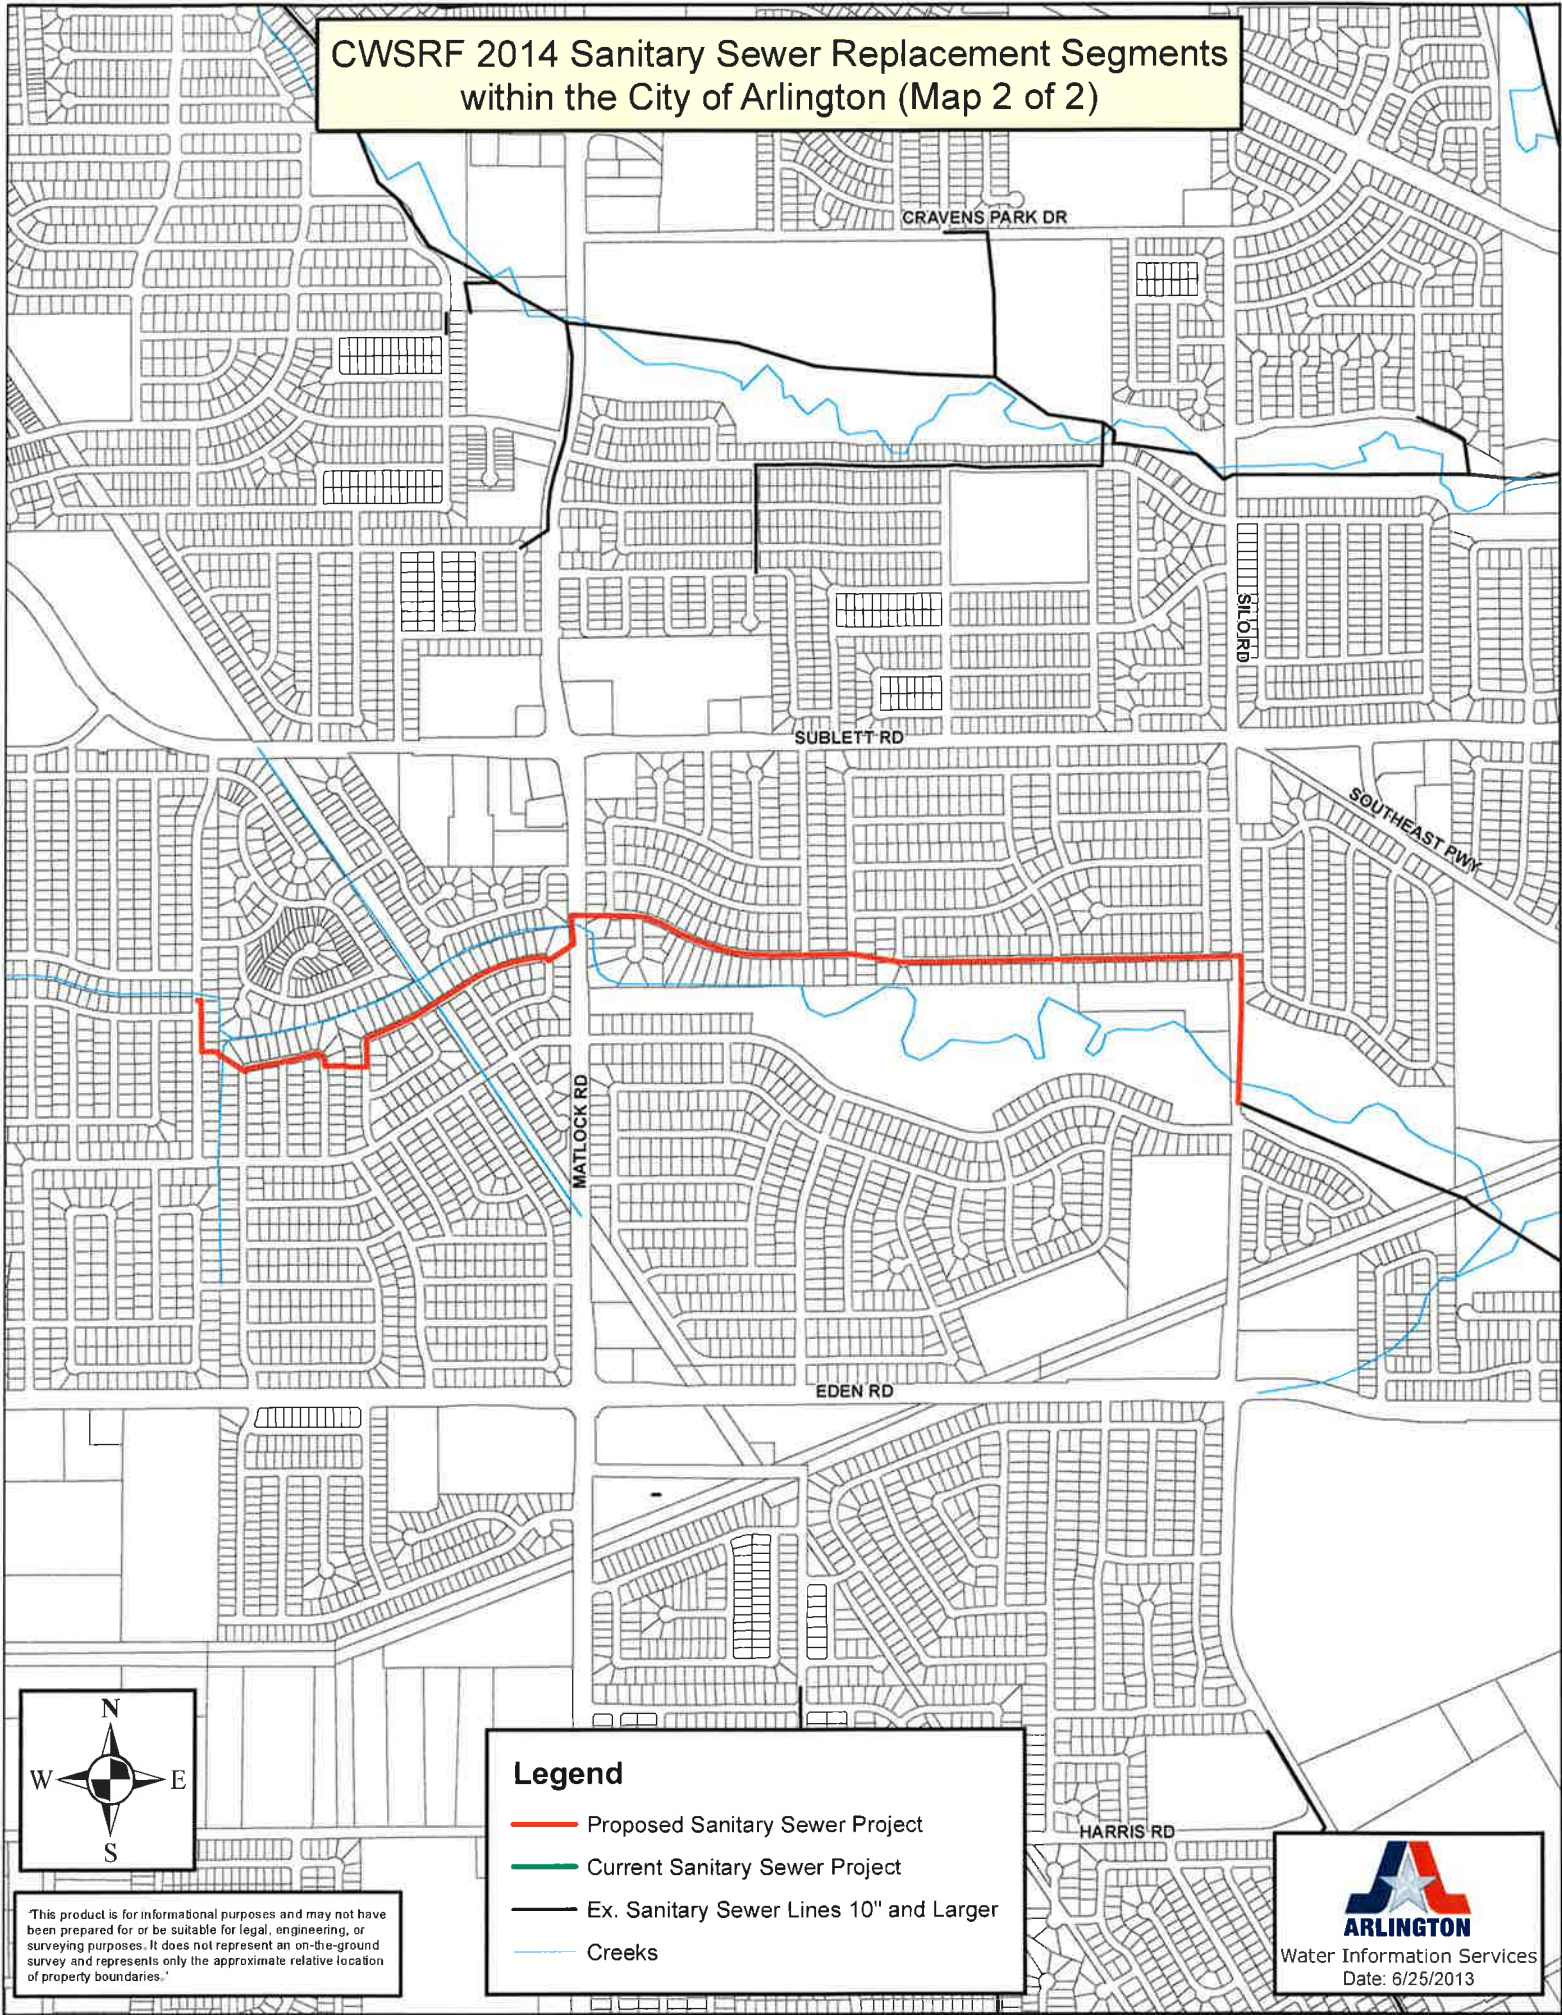 CWSRF 2014 Sanitary Sewer Replacement Segments
within the City of Arlington (Map 2 of 2)
CRAVENS PARK DR
SILO RD
SUBLETT RD
SOUTHEAST PWY
MATLOCK RD
EDEN RD
HARRIS RD
N
W
E
S
Legend
Proposed Sanitary Sewer Project
Current Sanitary Sewer Project
Ex. Sanitary Sewer Lines 10" and Larger
Creeks
"This product is for informational purposes and may not have
been prepared for or be suitable for legal, engineering, or
surveying purposes. It does not represent an on-the-ground
survey and represents only the approximate relative location
of property boundaries."
ARLINGTON
Water Information Services
Date: 6/25/2013